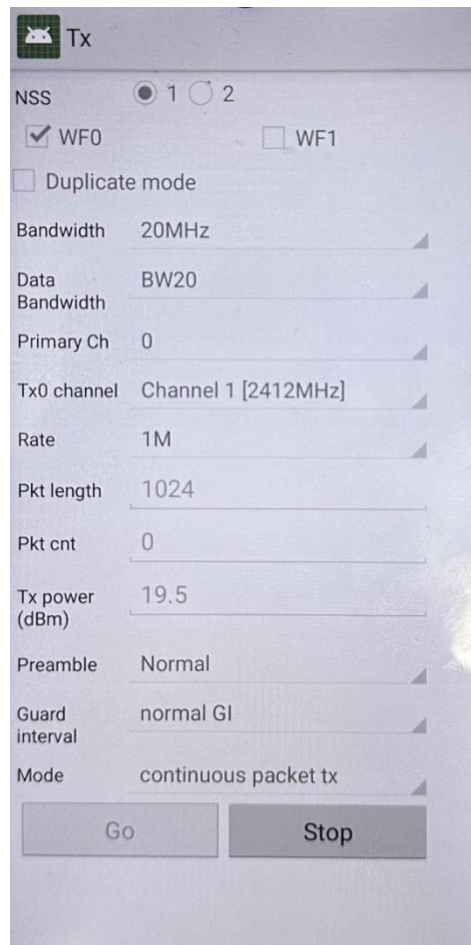 Tx
NSS 1 2
WF0 WF1
Duplicate mode
Bandwidth 20MHz
Data
Bandwidth BW20
Primary Ch 0
Tx0 channel Channel 1 [2412MHz]
Rate 1M
Pkt length 1024
Pkt cnt 0
Tx power
(dBm) 19.5
Preamble Normal
Guard
interval normal GI
Mode continuous packet tx
Go Stop